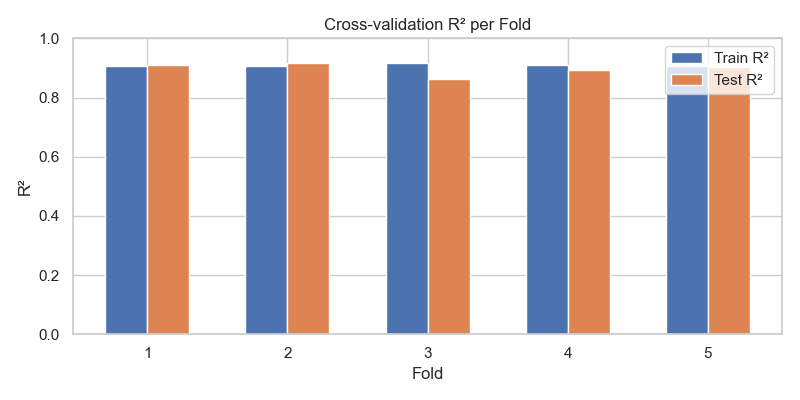 Cross-validation R² per Fold
Train R²
Test R²
1.0
0.8
0.6
0.4
0.2
0.0
R²
1 2 3 4 5
Fold